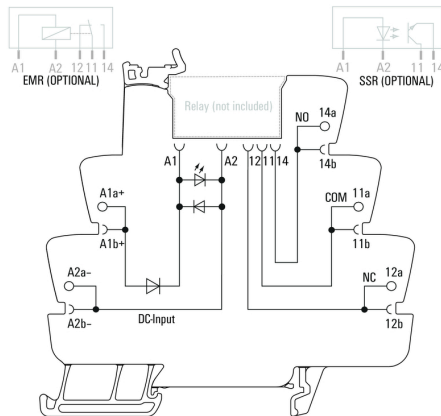 A1 A2 12 11 14
EMR (OPTIONAL)
A1 A2 11 14
SSR (OPTIONAL)
Relay (not included)
A1 A2 12 11 14
NO 14a
14b
A1a+
A1b+
COM 11a
11b
A2a–
A2b–
DC-Input
NC 12a
12b